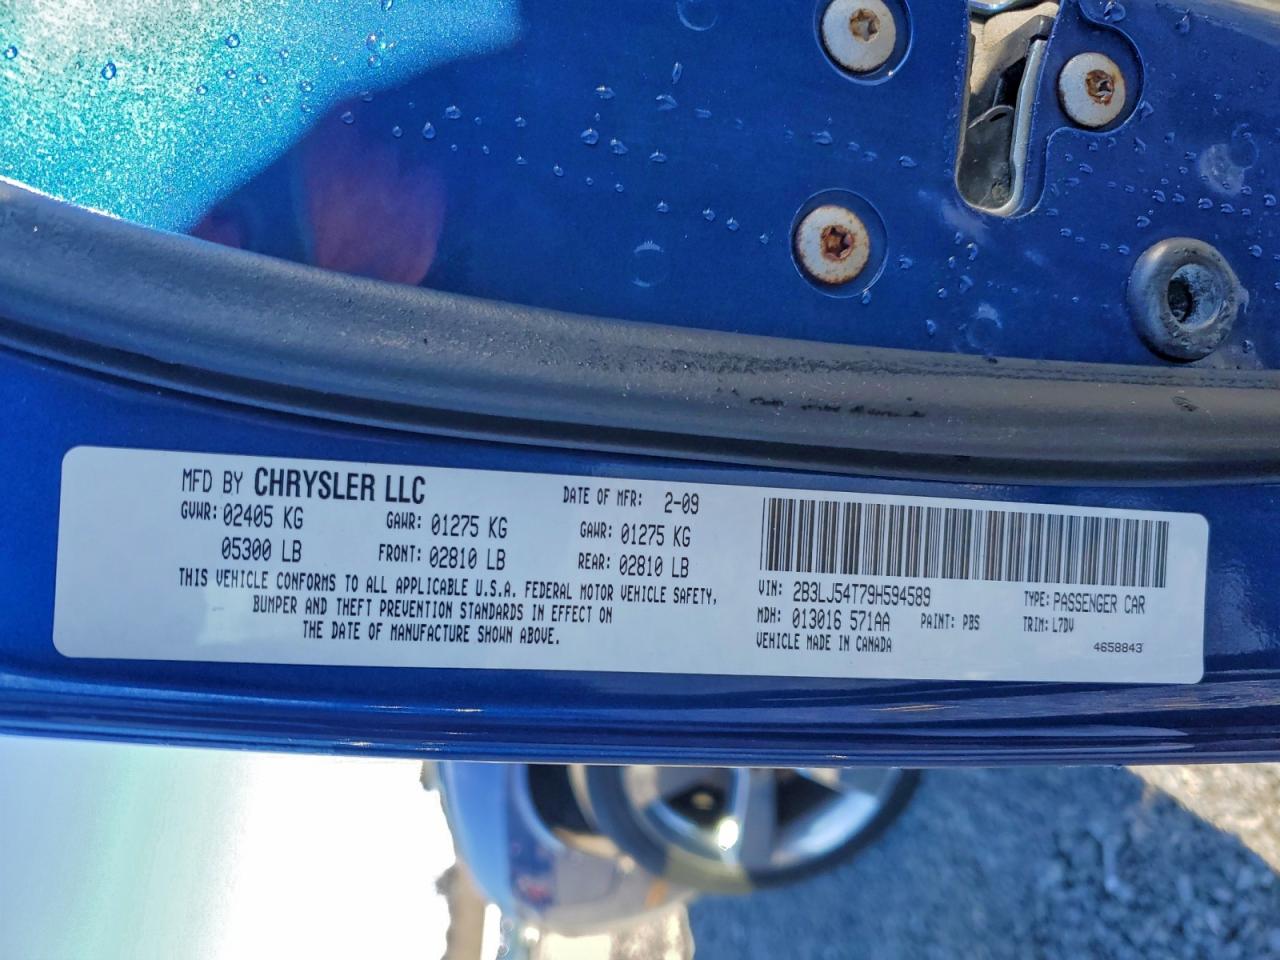 MFD BY CHRYSLER LLC DATE OF MFR: 2-09
GVWR: 02405 KG GAWR: 01275 KG GAWR: 01275 KG
05300 LB FRONT: 02810 LB REAR: 02810 LB
THIS VEHICLE CONFORMS TO ALL APPLICABLE U.S.A. FEDERAL MOTOR VEHICLE SAFETY,
BUMPER AND THEFT PREVENTION STANDARDS IN EFFECT ON
THE DATE OF MANUFACTURE SHOWN ABOVE.
VIN: 2B3LJ54T79H594589 TYPE: PASSENGER CAR
MDH: 013016 571AA PAINT: PBS TRIM: L7DV
VEHICLE MADE IN CANADA 4658843